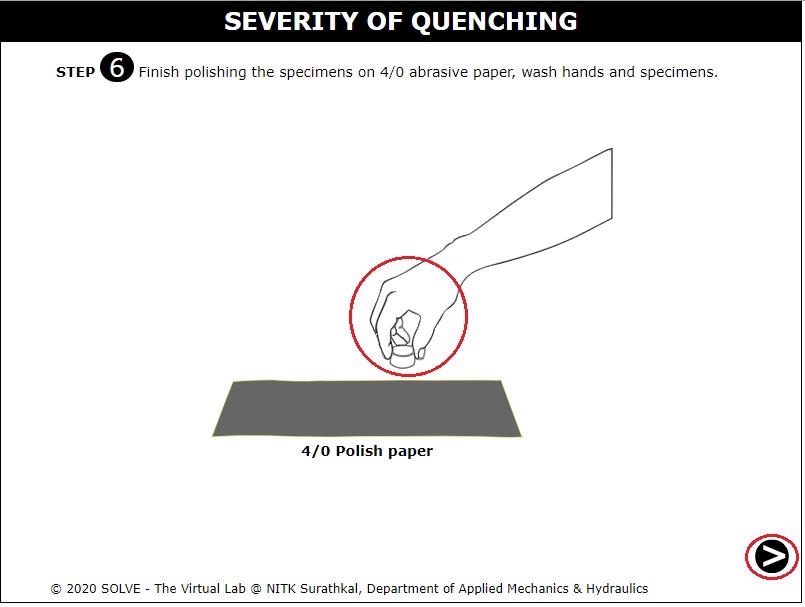 SEVERITY OF QUENCHING
STEP 6 Finish polishing the specimens on 4/0 abrasive paper, wash hands and specimens.
4/0 Polish paper
>
© 2020 SOLVE - The Virtual Lab @ NITK Surathkal, Department of Applied Mechanics & Hydraulics